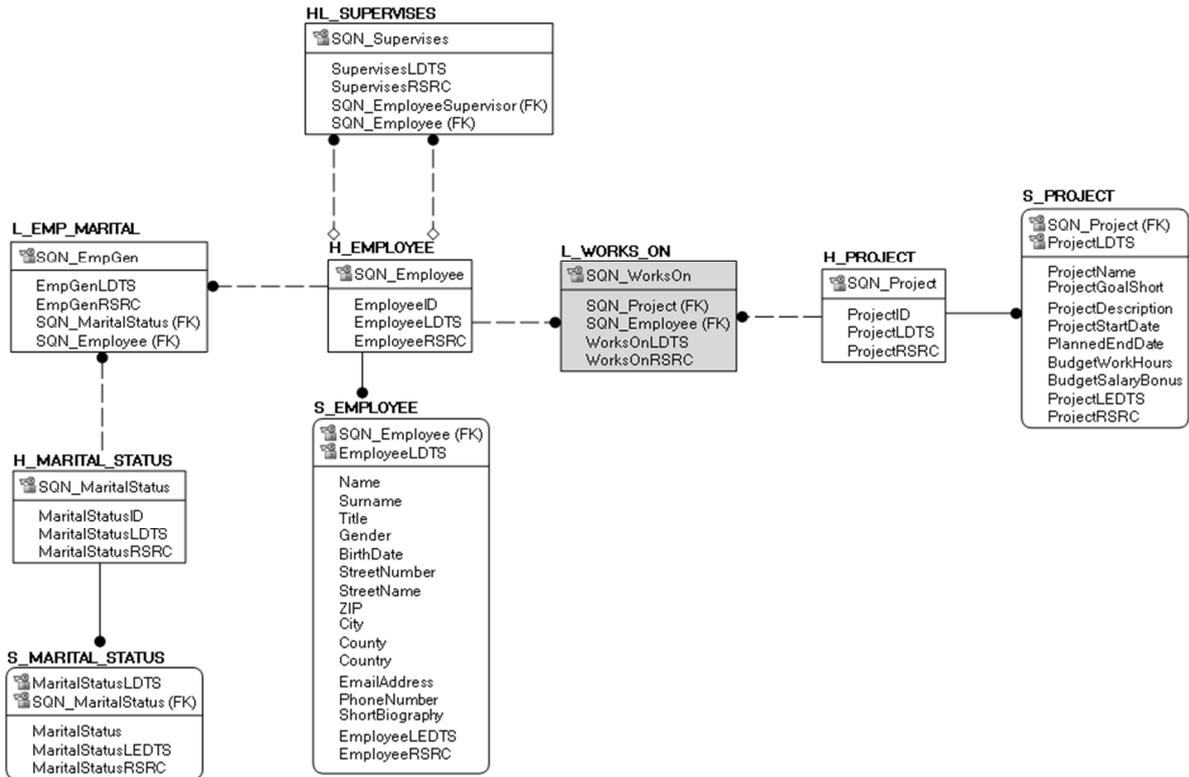 HL_SUPERVISES
SQN_Supervises
SupervisesLDTS
SupervisesRSRC
SQN_EmployeeSupervisor (FK)
SQN_Employee (FK)
L_EMP_MARITAL
SQN_EmpGen
EmpGenLDTS
EmpGenRSRC
SQN_MaritalStatus (FK)
SQN_Employee (FK)
H_EMPLOYEE
SQN_Employee
EmployeeID
EmployeeLDTS
EmployeeRSRC
L_WORKS_ON
SQN_WorksOn
SQN_Project (FK)
SQN_Employee (FK)
WorksOnLDTS
WorksOnRSRC
H_PROJECT
SQN_Project
ProjectID
ProjectLDTS
ProjectRSRC
S_PROJECT
SQN_Project (FK)
ProjectLDTS
ProjectName
ProjectGoalShort
ProjectDescription
ProjectStartDate
PlannedEndDate
BudgetWorkHours
BudgetSalaryBonus
ProjectLEDTS
ProjectRSRC
H_MARITAL_STATUS
SQN_MaritalStatus
MaritalStatusID
MaritalStatusLDTS
MaritalStatusRSRC
S_EMPLOYEE
SQN_Employee (FK)
EmployeeLDTS
Name
Surname
Title
Gender
BirthDate
StreetNumber
StreetName
ZIP
City
County
Country
EmailAddress
PhoneNumber
ShortBiography
EmployeeLEDTS
EmployeeRSRC
S_MARITAL_STATUS
MaritalStatusLDTS
SQN_MaritalStatus (FK)
MaritalStatus
MaritalStatusLEDTS
MaritalStatusRSRC